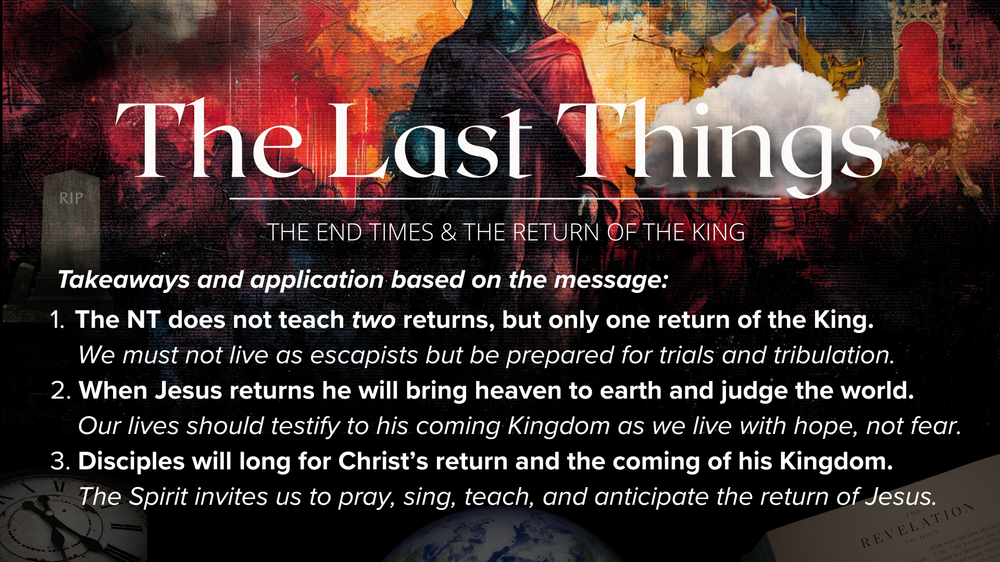 The Last Things
RIP
THE END TIMES & THE RETURN OF THE KING
Takeaways and application based on the message:
1. The NT does not teach two returns, but only one return of the King.
We must not live as escapists but be prepared for trials and tribulation.
2. When Jesus returns he will bring heaven to earth and judge the world.
Our lives should testify to his coming Kingdom as we live with hope, not fear.
3. Disciples will long for Christ’s return and the coming of his Kingdom.
The Spirit invites us to pray, sing, teach, and anticipate the return of Jesus.
THE
REVELATION
TO JOHN